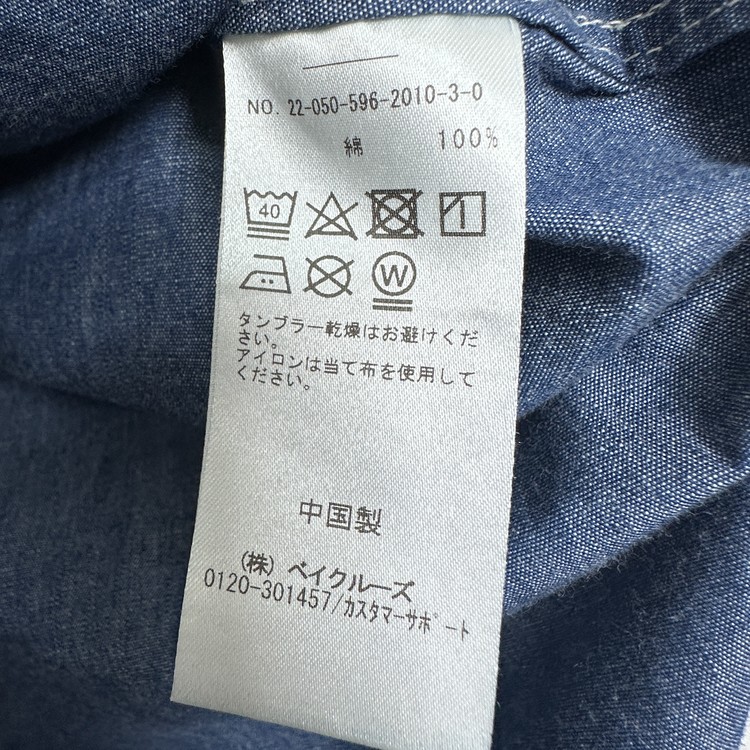 NO. 22-050-596-2010-3-0
綿 100%
40
W
タンブラー乾燥はお避けくだ
さい。
アイロンは当て布を使用して
ください。
中国製
(株) ベイクルーズ
0120-301457/カスタマーサポート